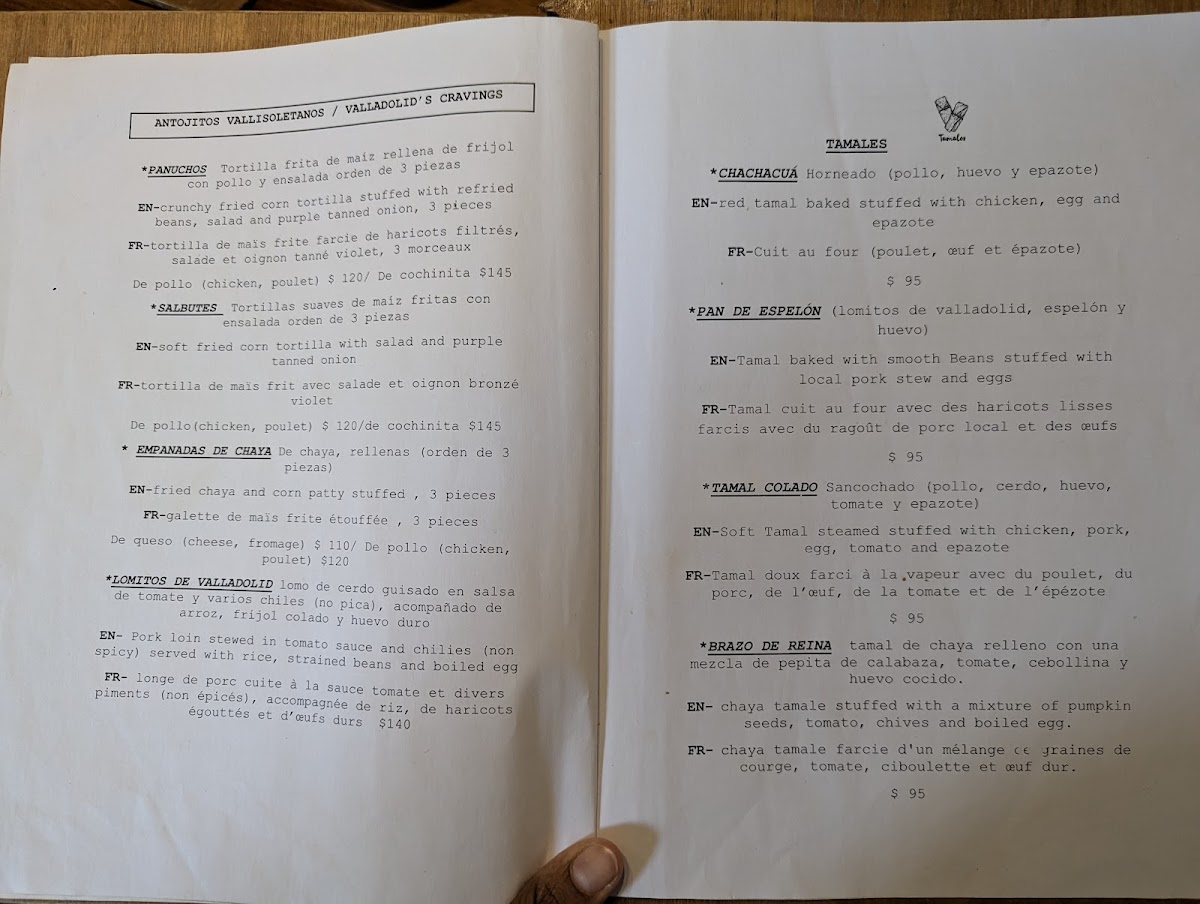 ANTOJITOS VALLISOLETANOS / VALLADOLID'S CRAVINGS
*PANUCHOS Tortilla frita de maíz rellena de frijol
con pollo y ensalada orden de 3 piezas
EN-crunchy fried corn tortilla stuffed with refried
beans, salad and purple tanned onion, 3 pieces
FR-tortilla de maïs frite farcie de haricots filtrés,
salade et oignon tanné violet, 3 morceaux
De pollo (chicken, poulet) $ 120/ De cochinita $145
*SALBUTES Tortillas suaves de maíz fritas con
ensalada orden de 3 piezas
EN-soft fried corn tortilla with salad and purple
tanned onion
FR-tortilla de maïs frit avec salade et oignon bronzé
violet
De pollo(chicken, poulet) $ 120/de cochinita $145
* EMPANADAS DE CHAYA De chaya, rellenas (orden de 3
piezas)
EN-fried chaya and corn patty stuffed , 3 pieces
FR-galette de maïs frite étouffée , 3 pieces
De queso (cheese, fromage) $ 110/ De pollo (chicken,
poulet) $120
*LOMITOS DE VALLADOLID lomo de cerdo guisado en salsa
de tomate y varios chiles (no pica), acompañado de
arroz, frijol colado y huevo duro
EN- Pork loin stewed in tomato sauce and chilies (non
spicy) served with rice, strained beans and boiled egg
FR- longe de porc cuite à la sauce tomate et divers
piments (non épicés), accompagnée de riz, de haricots
égouttés et d'œufs durs $140
Tamales
TAMALES
*CHACHACUÁ Horneado (pollo, huevo y epazote)
EN-red tamal baked stuffed with chicken, egg and
epazote
FR-Cuit au four (poulet, œuf et épazote)
$ 95
*PAN DE ESPELÓN (lomitos de valladolid, espelón y
huevo)
EN-Tamal baked with smooth Beans stuffed with
local pork stew and eggs
FR-Tamal cuit au four avec des haricots lisses
farcis avec du ragoût de porc local et des œufs
$ 95
*TAMAL COLADO Sancochado (pollo, cerdo, huevo,
tomate y epazote)
EN-Soft Tamal steamed stuffed with chicken, pork,
egg, tomato and epazote
FR-Tamal doux farci à la vapeur avec du poulet, du
porc, de l'œuf, de la tomate et de l'épézote
$ 95
*BRAZO DE REINA tamal de chaya relleno con una
mezcla de pepita de calabaza, tomate, cebollina y
huevo cocido.
EN- chaya tamale stuffed with a mixture of pumpkin
seeds, tomato, chives and boiled egg.
FR- chaya tamale farcie d'un mélange de graines de
courge, tomate, ciboulette et œuf dur.
$ 95